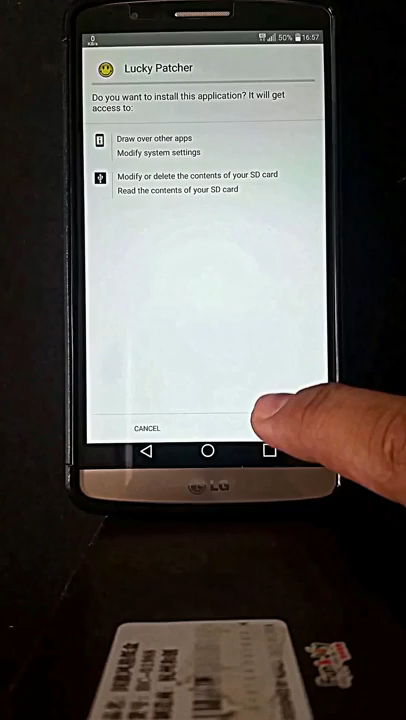 0
KB/s
50%
16:57
Lucky Patcher
Do you want to install this application? It will get
access to:
Draw over other apps
Modify system settings
Modify or delete the contents of your SD card
Read the contents of your SD card
CANCEL
LG